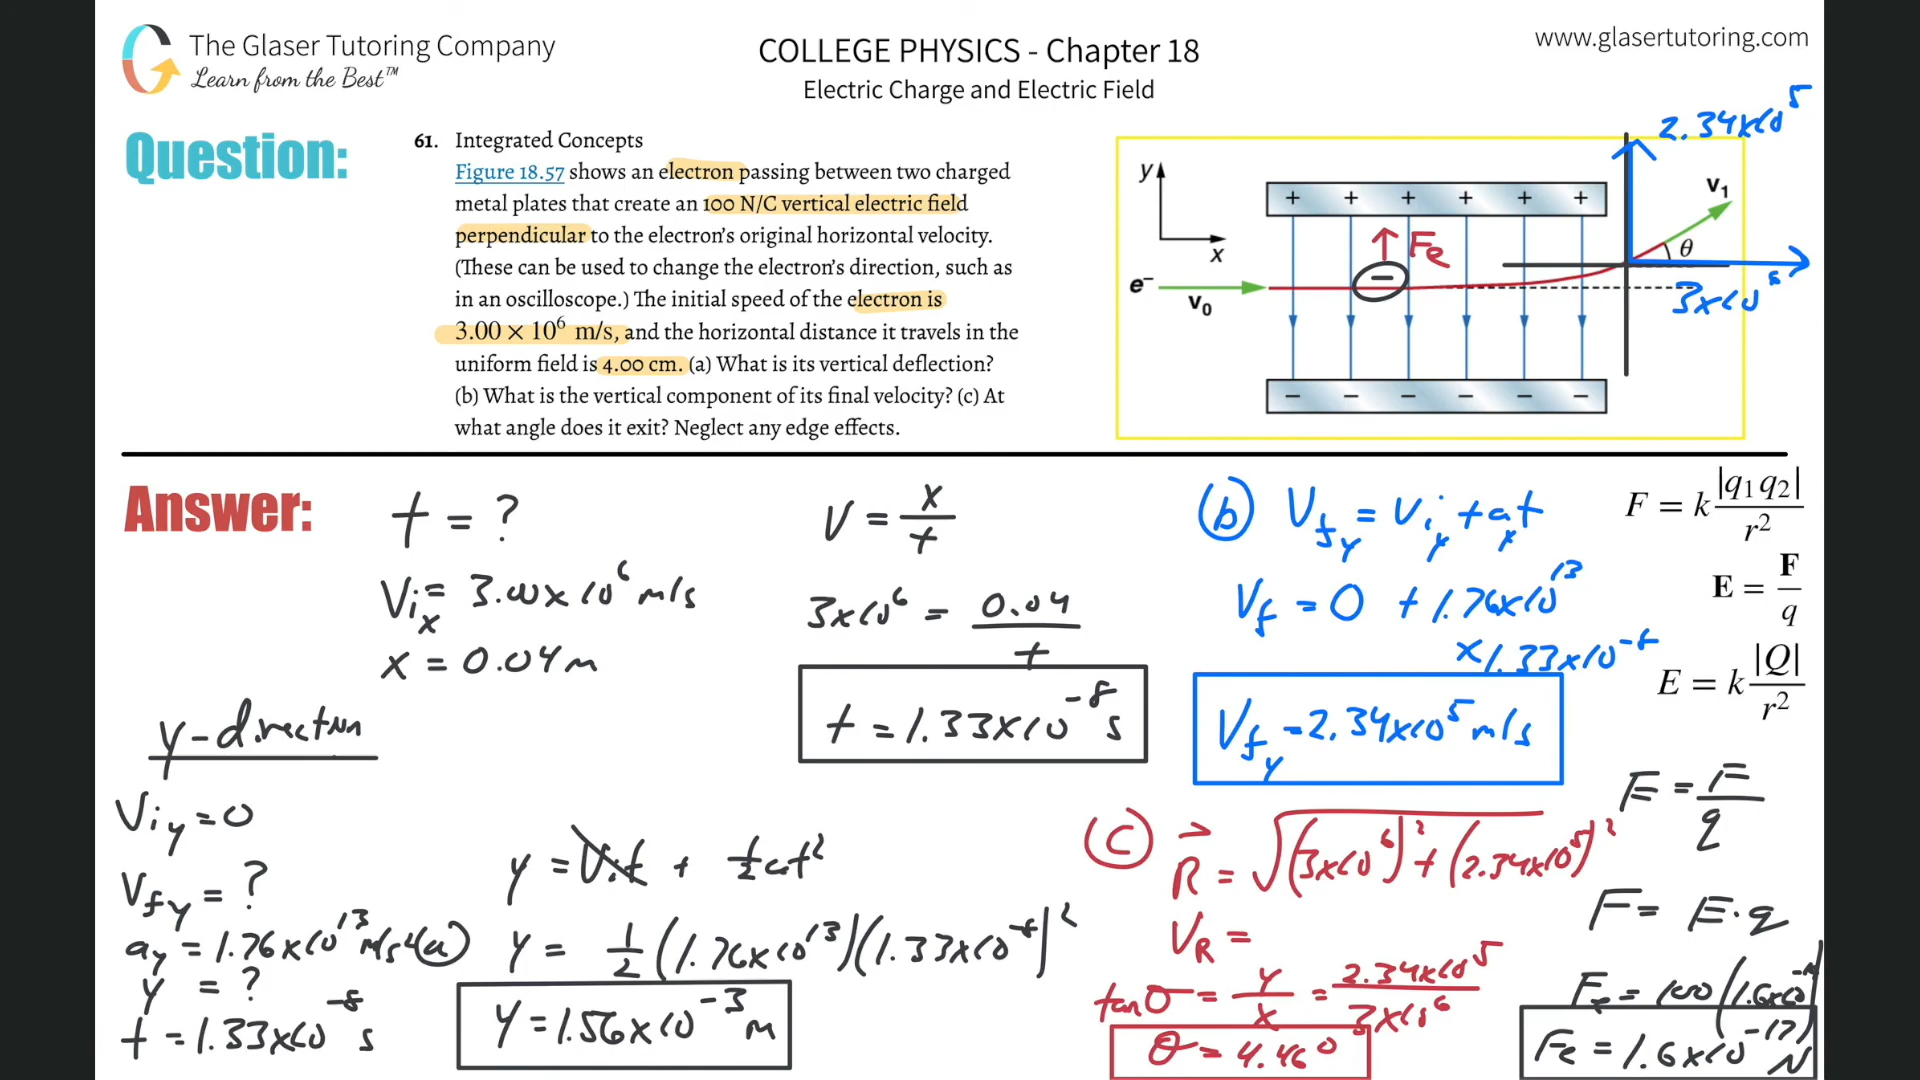 The Glaser Tutoring Company
Learn from the Best™
COLLEGE PHYSICS - Chapter 18
Electric Charge and Electric Field
www.glasertutoring.com
Question:
61. Integrated Concepts
Figure 18.57 shows an electron passing between two charged
metal plates that create an 100 N/C vertical electric field
perpendicular to the electron's original horizontal velocity.
(These can be used to change the electron's direction, such as
in an oscilloscope.) The initial speed of the electron is
3.00 × 10⁶ m/s, and the horizontal distance it travels in the
uniform field is 4.00 cm. (a) What is its vertical deflection?
(b) What is the vertical component of its final velocity? (c) At
what angle does it exit? Neglect any edge effects.
2.34x10⁵
y
+ + + + + +
v₁
Fe
θ
x
−
e⁻
v₀
3x10
− − − − − −
Answer:
t = ?
Vix = 3.00x10⁶ m/s
x = 0.04m
V = x/t
3x10⁶ = 0.04/t
t = 1.33x10⁻⁸ s
(b) Vfy = Viy + ayt
Vf = 0 + 1.76x10¹³
x 1.33x10⁻⁸
Vfy = 2.34x10⁵ m/s
F = k |q₁q₂|/r²
E = F/q
E = k |Q|/r²
y-direction
Viy = 0
Vfy = ?
ay = 1.76x10¹³ m/s²
y = ?
t = 1.33x10⁻⁸ s
(a)
y = Vit + ½at²
y = ½(1.76x10¹³)(1.33x10⁻⁸)²
y = 1.56x10⁻³ m
(c) R = √(3x10⁶)² + (2.34x10⁵)²
VR =
tanθ = y/x = 2.34x10⁵/3x10⁶
θ = 4.46°
E = F/q
F = E·q
Fe = 1.6x10⁻¹⁷ N